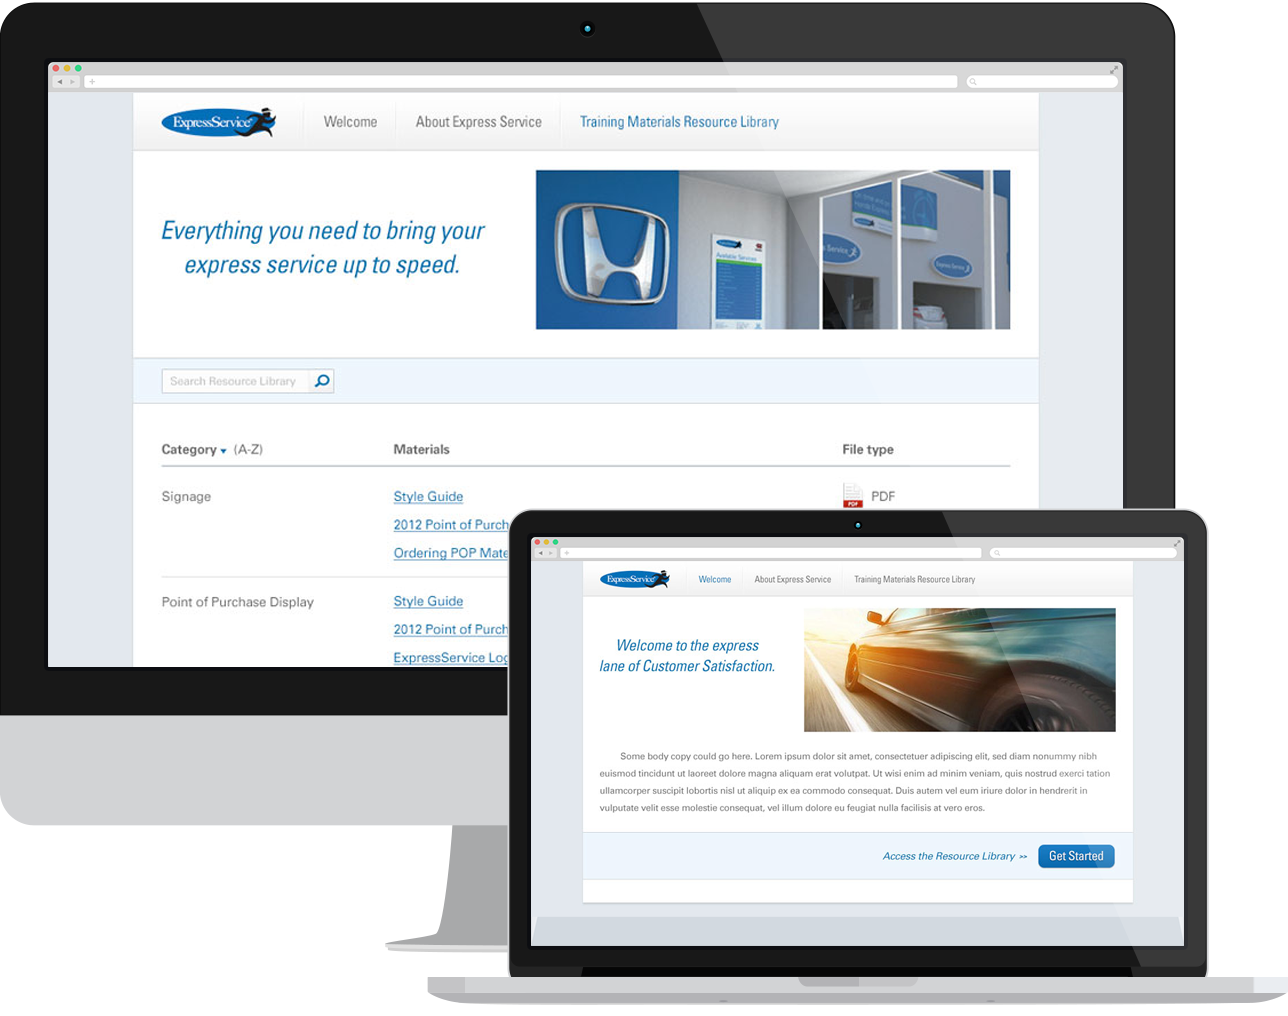 ExpressService
Welcome
About Express Service
Training Materials Resource Library
Everything you need to bring your
express service up to speed.
Available Services
Express Service
Search Resource Library
Category (A-Z)
Materials
File type
Signage
Style Guide
PDF
PDF
2012 Point of Purch
Ordering POP Mate
Point of Purchase Display
Style Guide
2012 Point of Purch
ExpressService Log
ExpressService
Welcome
About Express Service
Training Materials Resource Library
Welcome to the express
lane of Customer Satisfaction.
Some body copy could go here. Lorem ipsum dolor sit amet, consectetuer adipiscing elit, sed diam nonummy nibh
euismod tincidunt ut laoreet dolore magna aliquam erat volutpat. Ut wisi enim ad minim veniam, quis nostrud exerci tation
ullamcorper suscipit lobortis nisl ut aliquip ex ea commodo consequat. Duis autem vel eum iriure dolor in hendrerit in
vulputate velit esse molestie consequat, vel illum dolore eu feugiat nulla facilisis at vero eros.
Access the Resource Library >>
Get Started